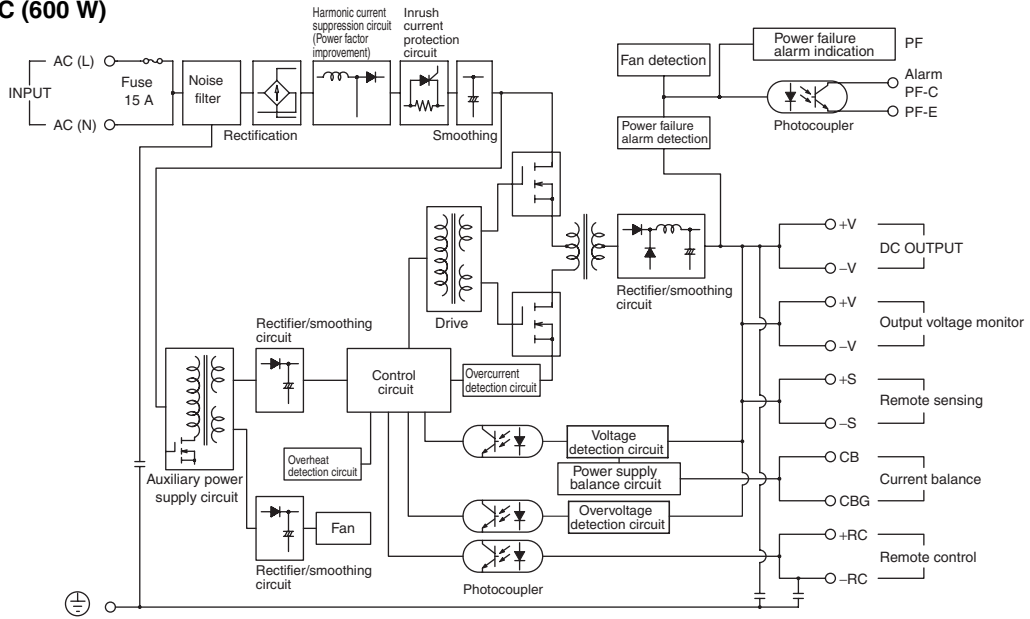 C (600 W)
Harmonic current
suppression circuit
(Power factor
improvement)
Inrush
current
protection
circuit
Power failure
alarm indication
PF
Fan detection
AC (L)
INPUT
AC (N)
Fuse
15 A
Noise
filter
Rectification
Smoothing
Alarm
PF-C
PF-E
Photocoupler
Power failure
alarm detection
Drive
Rectifier/smoothing
circuit
+V
DC OUTPUT
−V
+V
Output voltage monitor
−V
Rectifier/smoothing
circuit
Control
circuit
Overcurrent
detection circuit
+S
Remote sensing
−S
Overheat
detection circuit
Auxiliary power
supply circuit
Voltage
detection circuit
Power supply
balance circuit
CB
Current balance
CBG
Overvoltage
detection circuit
Fan
Rectifier/smoothing
circuit
Photocoupler
+RC
Remote control
−RC